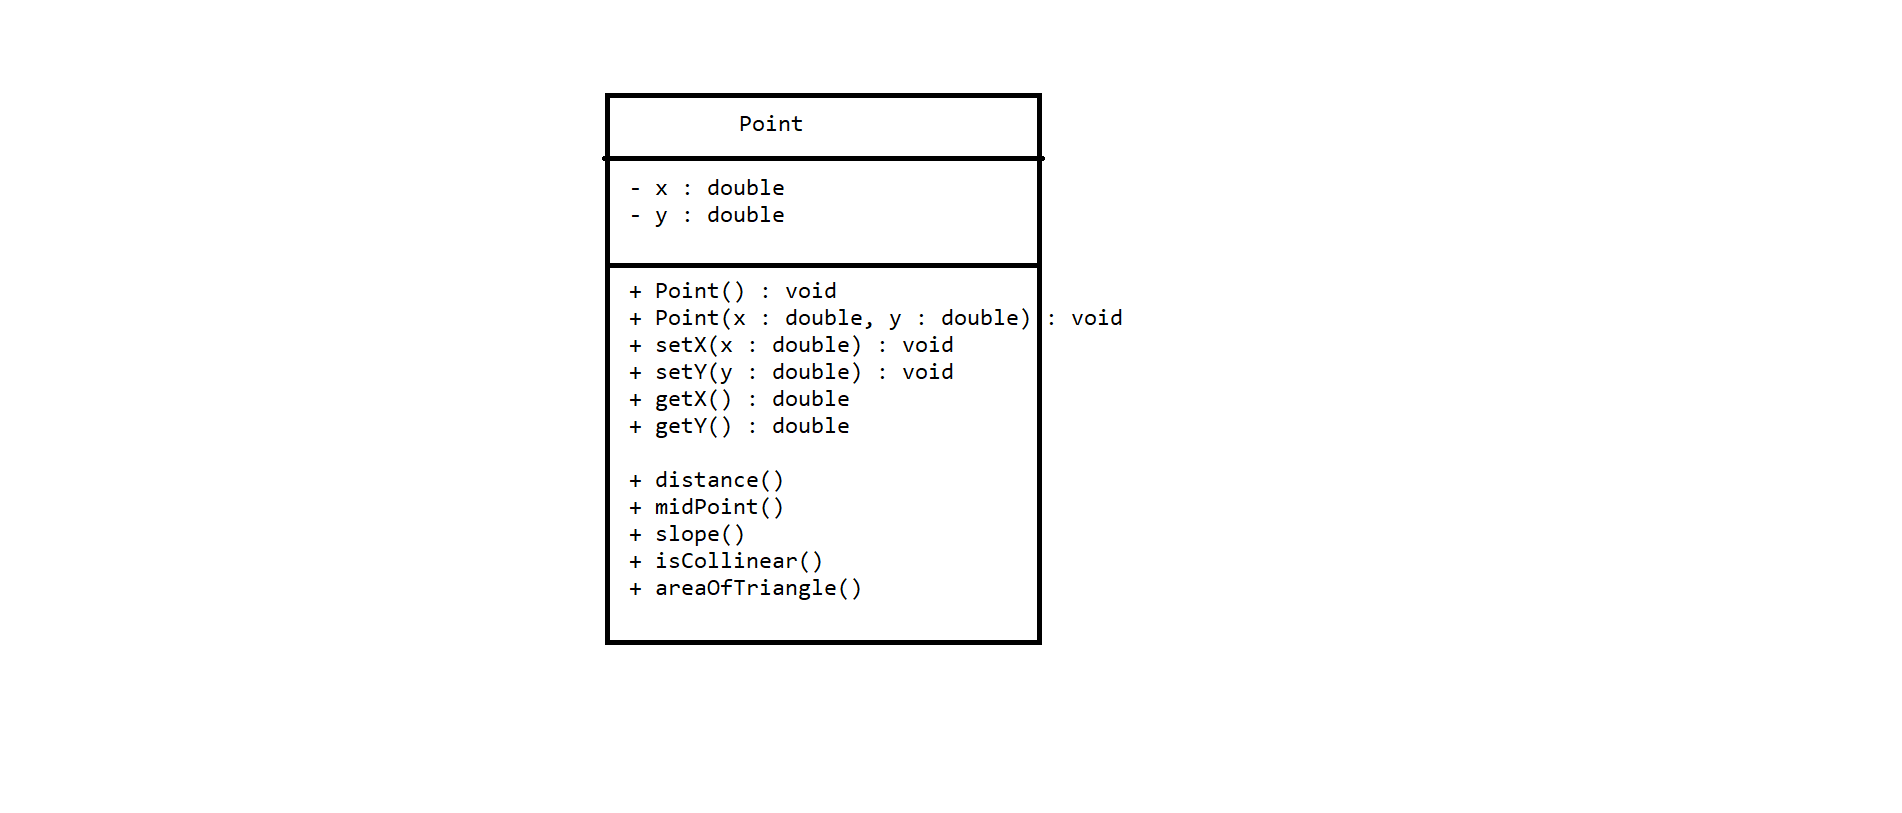 Point
- x : double
- y : double
+ Point() : void
+ Point(x : double, y : double) : void
+ setX(x : double) : void
+ setY(y : double) : void
+ getX() : double
+ getY() : double
+ distance()
+ midPoint()
+ slope()
+ isCollinear()
+ areaOfTriangle()